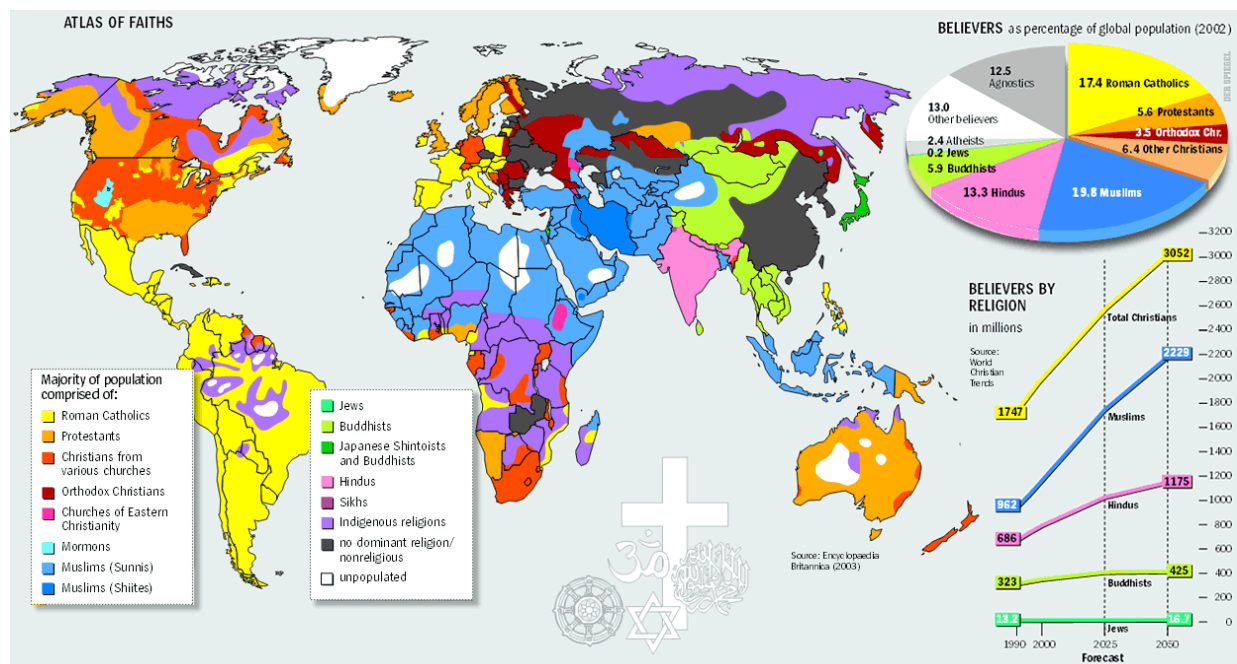 ATLAS OF FAITHS
BELIEVERS as percentage of global population (2002)
12.5
Agnostics
17.4 Roman Catholics
5.6 Protestants
3.5 Orthodox Chr.
6.4 Other Christians
19.8 Muslims
13.3 Hindus
5.9 Buddhists
0.2 Jews
2.4 Atheists
13.0
Other believers
DER SPIEGEL
Majority of population
comprised of:
Roman Catholics
Protestants
Christians from
various churches
Orthodox Christians
Churches of Eastern
Christianity
Mormons
Muslims (Sunnis)
Muslims (Shiites)
Jews
Buddhists
Japanese Shintoists
and Buddhists
Hindus
Sikhs
Indigenous religions
no dominant religion/
nonreligious
unpopulated
Source: Encyclopaedia
Britannica (2003)
BELIEVERS BY
RELIGION
in millions
Source:
World
Christian
Trends
3200
3000
2800
2600
2400
2200
2000
1800
1600
1400
1200
1000
800
600
400
200
0
1747
3052
Total Christians
962
2229
Muslims
686
1175
Hindus
323
425
Buddhists
13.2
16.7
Jews
1990 2000 2025 2050
Forecast